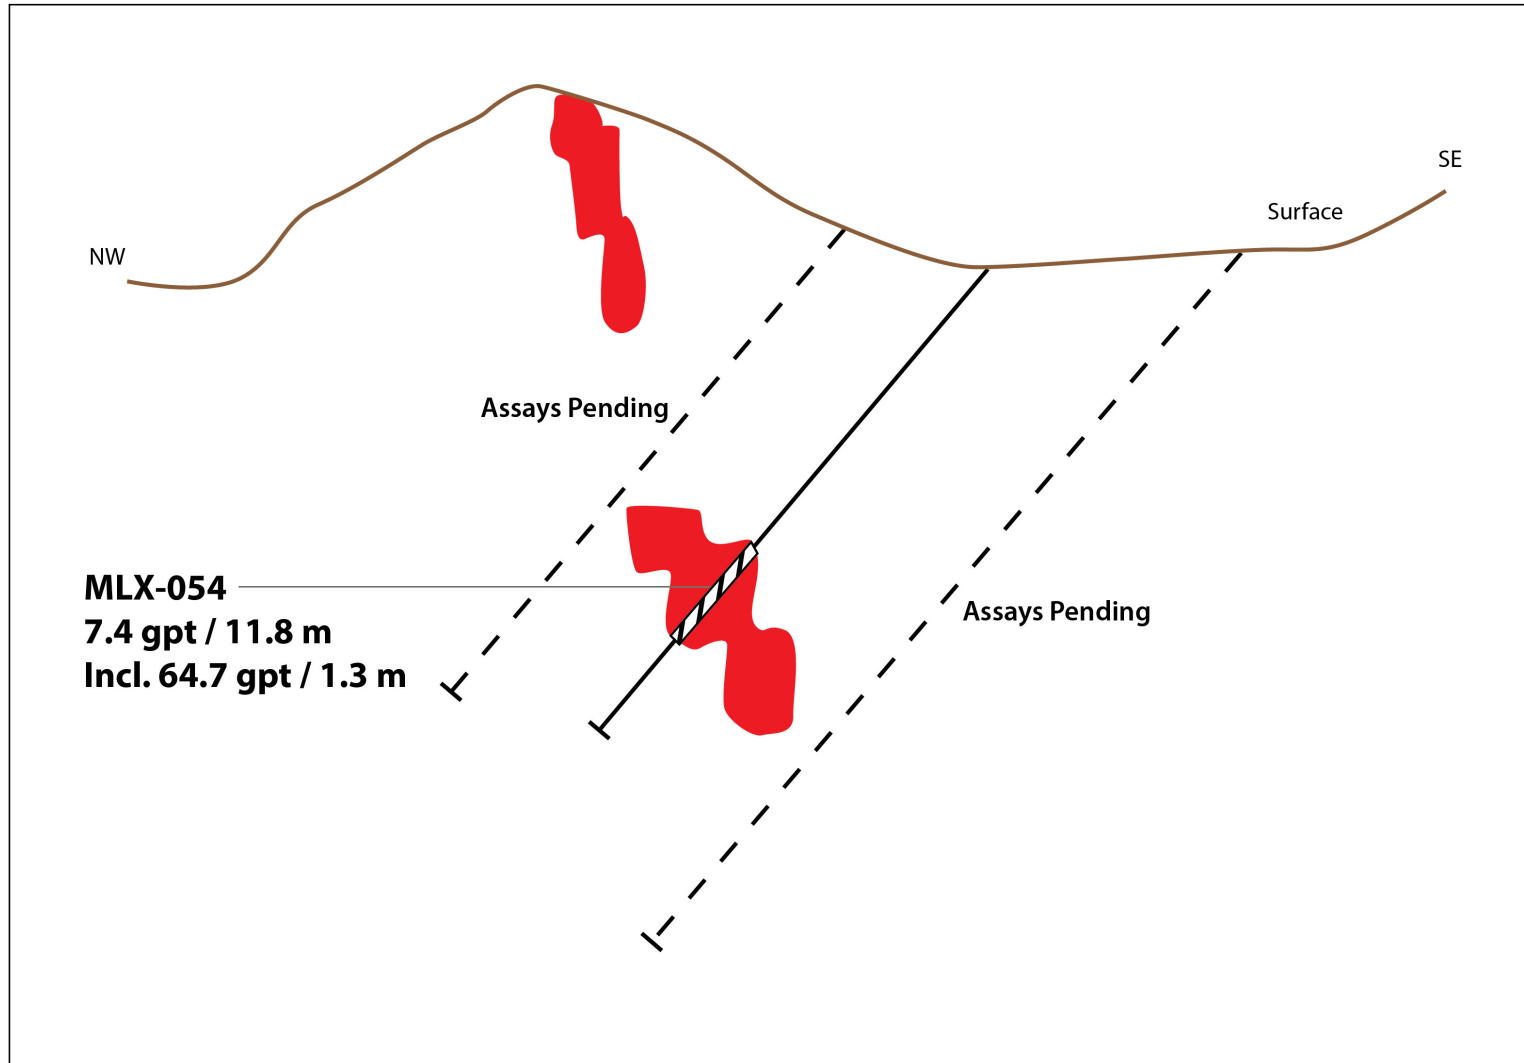 SE
Surface
NW
Assays Pending
MLX-054
7.4 gpt / 11.8 m
Incl. 64.7 gpt / 1.3 m
Assays Pending